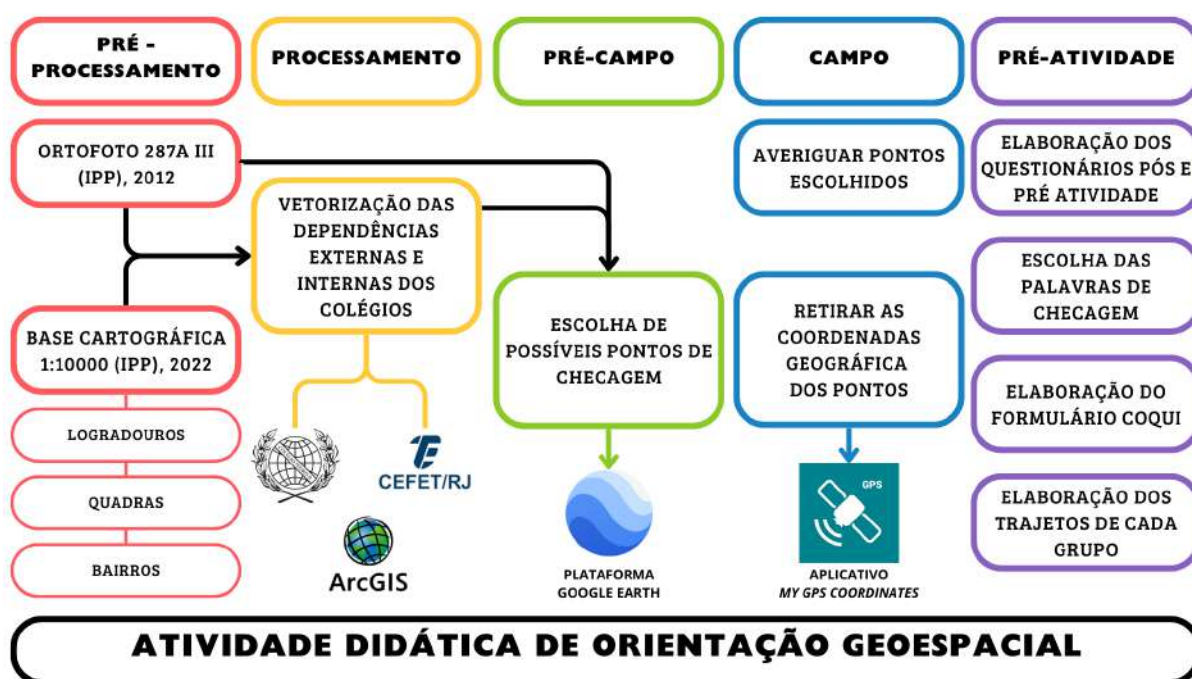 PRÉ -
PROCESSAMENTO
ORTOFOTO 287A III
(IPP), 2012
BASE CARTOGRÁFICA
1:10000 (IPP), 2022
LOGRADOUROS
QUADRAS
BAIRROS
PROCESSAMENTO
VETORIZAÇÃO DAS
DEPENDÊNCIAS
EXTERNAS E
INTERNAS DOS
COLÉGIOS
CEFET/RJ
ArcGIS
PRÉ-CAMPO
ESCOLHA DE
POSSÍVEIS PONTOS DE
CHECAGEM
PLATAFORMA
GOOGLE EARTH
CAMPO
AVERIGUAR PONTOS
ESCOLHIDOS
RETIRAR AS
COORDENADAS
GEOGRÁFICA
DOS PONTOS
GPS
APLICATIVO
MY GPS COORDINATES
PRÉ-ATIVIDADE
ELABORAÇÃO DOS
QUESTIONÁRIOS PÓS E
PRÉ ATIVIDADE
ESCOLHA DAS
PALAVRAS DE
CHECAGEM
ELABORAÇÃO DO
FORMULÁRIO COQUI
ELABORAÇÃO DOS
TRAJETOS DE CADA
GRUPO
ATIVIDADE DIDÁTICA DE ORIENTAÇÃO GEOESPACIAL